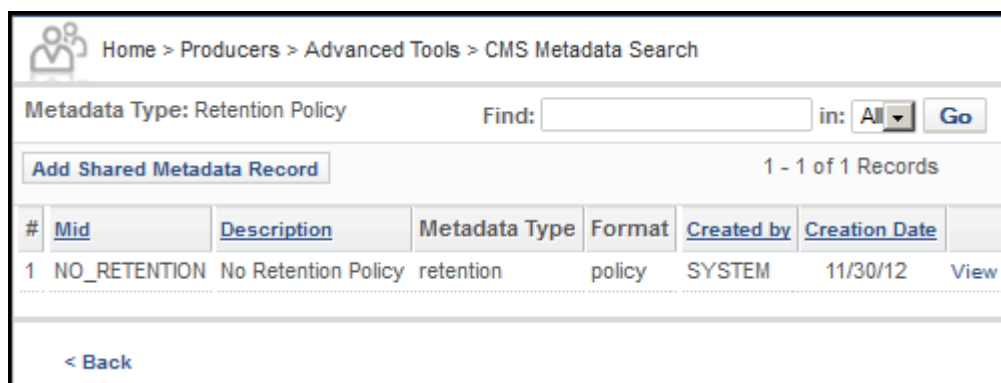 Home > Producers > Advanced Tools > CMS Metadata Search
Metadata Type: Retention Policy Find: in: All Go
Add Shared Metadata Record 1 - 1 of 1 Records
# Mid Description Metadata Type Format Created by Creation Date
1 NO_RETENTION No Retention Policy retention policy SYSTEM 11/30/12 View
< Back